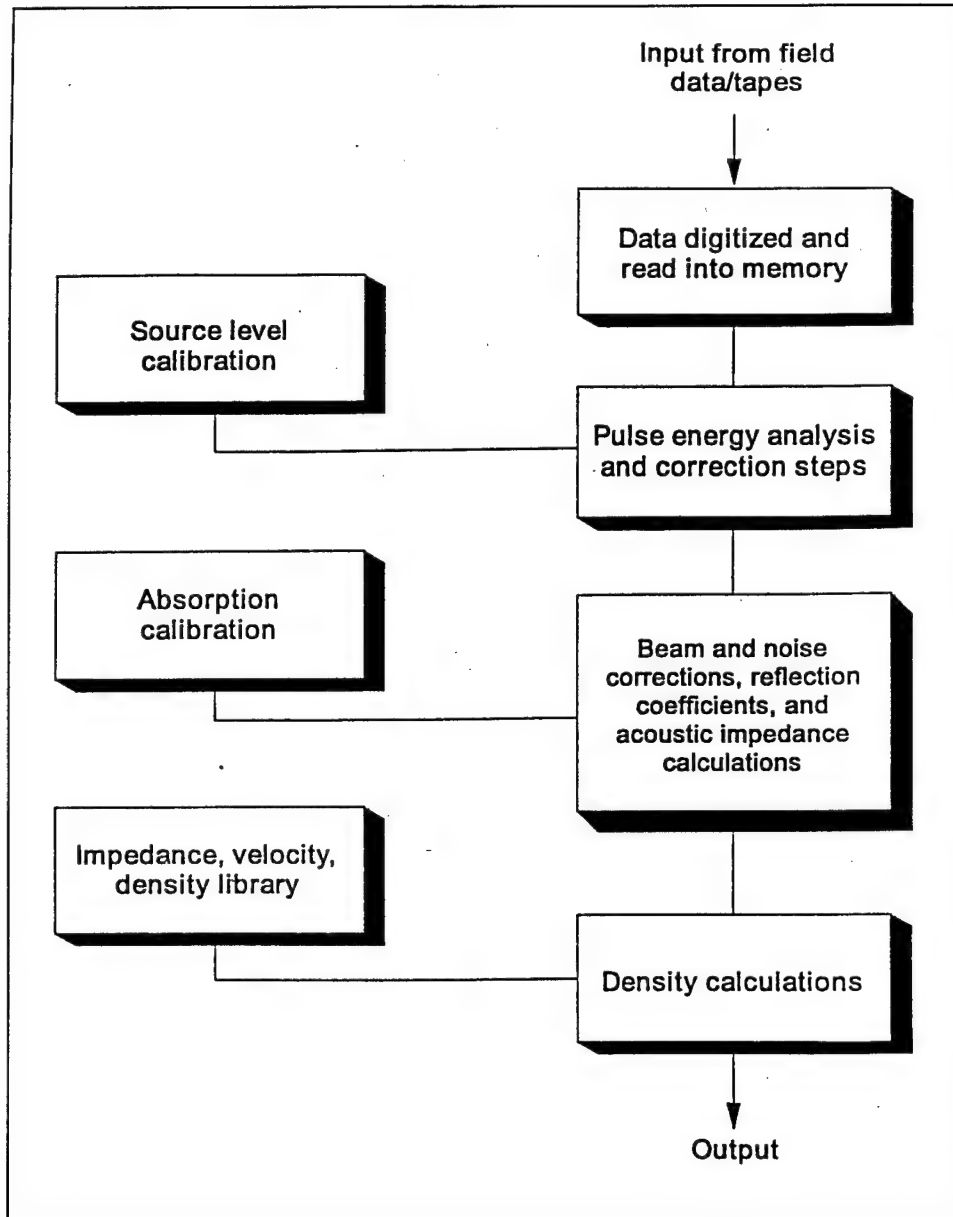 Input from field
data/tapes
Data digitized and
read into memory
Source level
calibration
Pulse energy analysis
and correction steps
Absorption
calibration
Beam and noise
corrections, reflection
coefficients, and
acoustic impedance
calculations
Impedance, velocity,
density library
Density calculations
Output